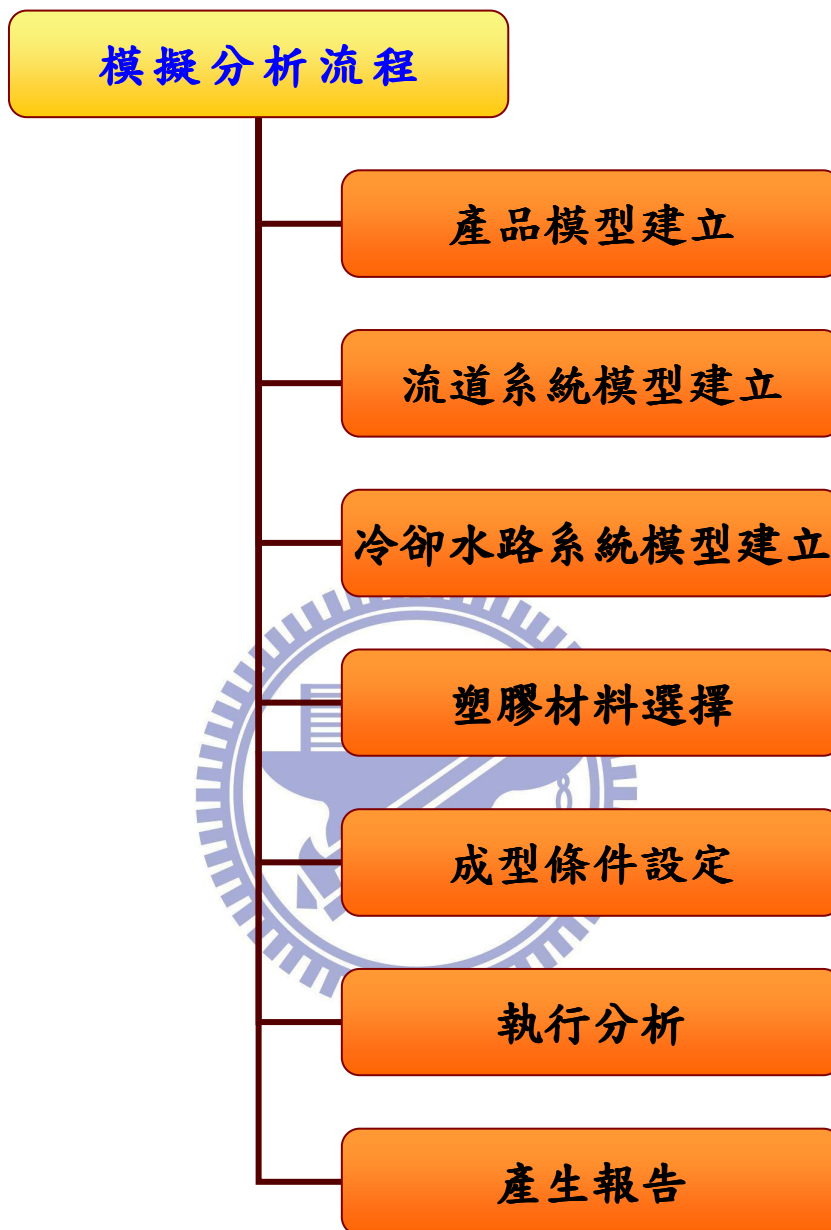 模擬分析流程
產品模型建立
流道系統模型建立
冷卻水路系統模型建立
塑膠材料選擇
成型條件設定
執行分析
產生報告